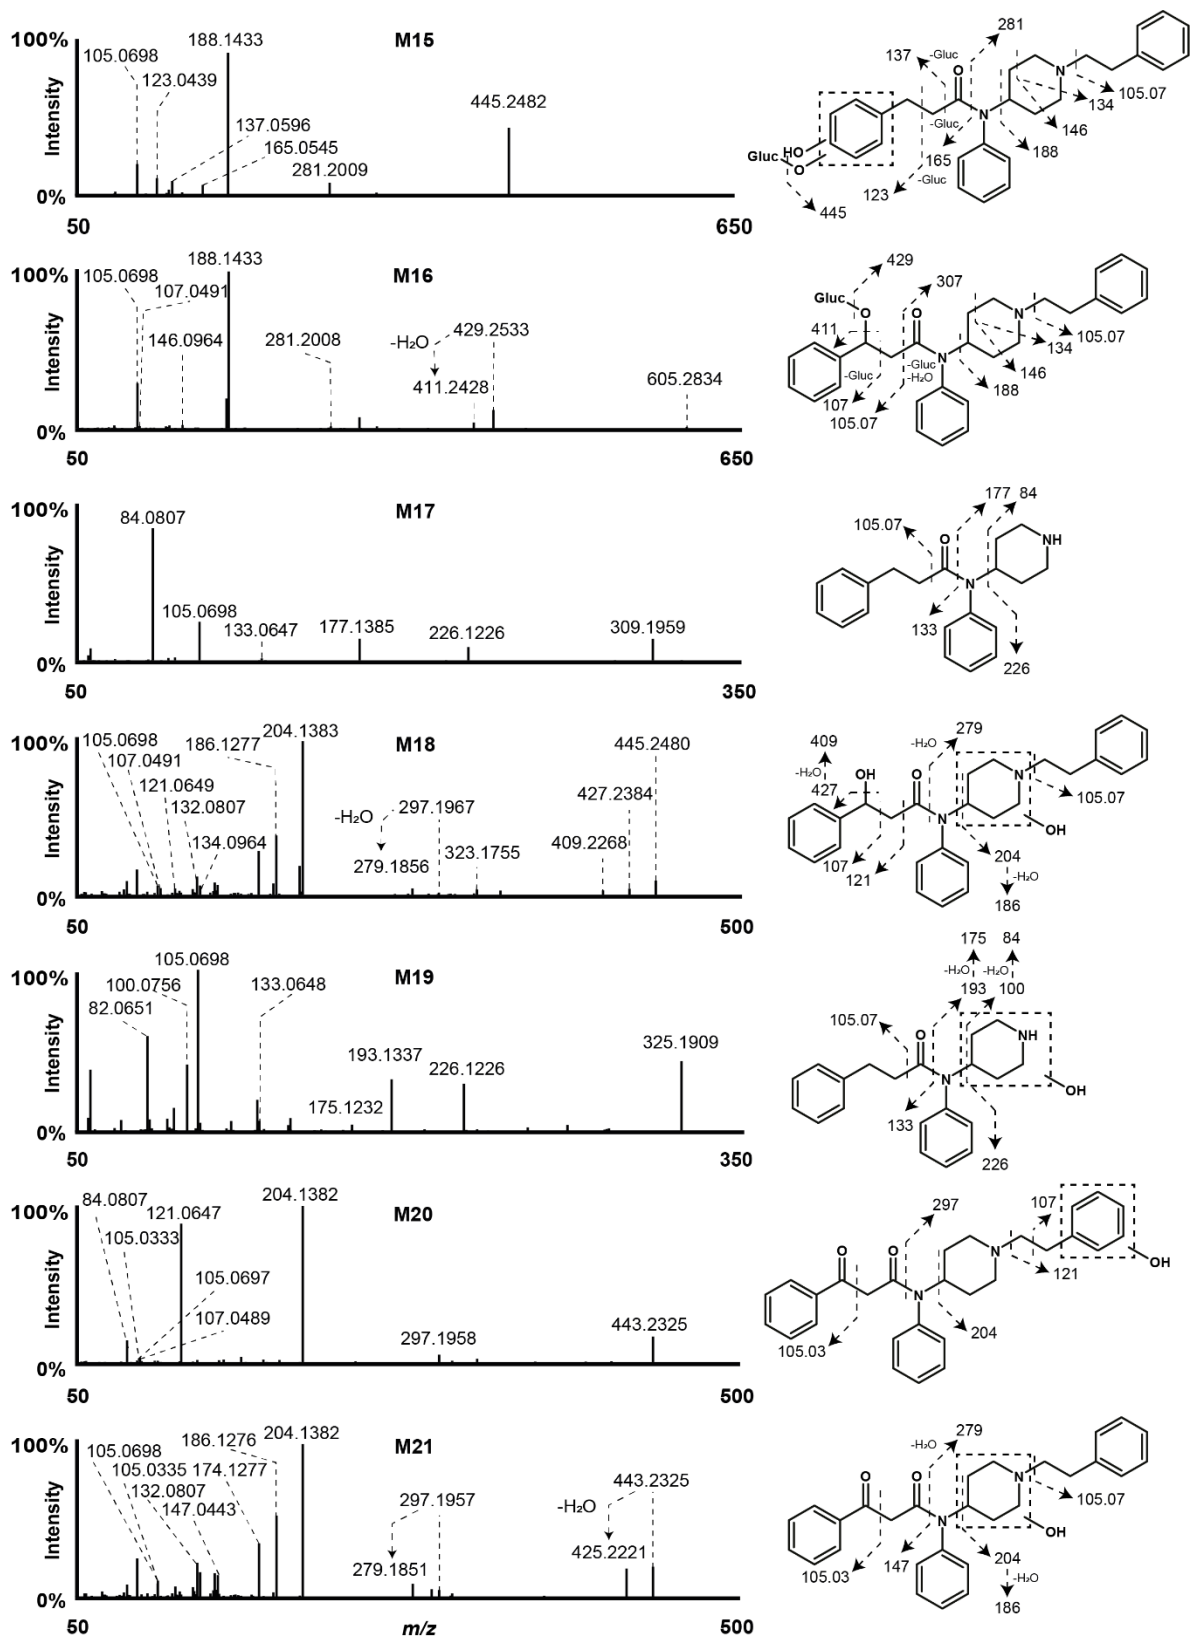 M15
100%
Intensity
0%
50
650
105.0698
123.0439
137.0596
165.0545
188.1433
281.2009
445.2482
281
137
-Gluc
O
N
105.07
134
146
188
-Gluc
165
123
-Gluc
HO
Gluc
O
N
445
M16
100%
Intensity
0%
50
650
188.1433
105.0698
107.0491
146.0964
281.2008
-H₂O
429.2533
411.2428
605.2834
429
Gluc
O
O
307
N
105.07
134
146
188
411
-Gluc
-Gluc
-H₂O
N
107
105.07
M17
100%
Intensity
0%
50
350
84.0807
105.0698
133.0647
177.1385
226.1226
309.1959
177
84
105.07
O
NH
N
133
226
M18
100%
Intensity
0%
50
500
105.0698
107.0491
121.0649
132.0807
134.0964
186.1277
204.1383
-H₂O
297.1967
279.1856
323.1755
409.2268
427.2384
445.2480
409
-H₂O
427
OH
O
-H₂O
279
N
105.07
OH
N
107
121
204
-H₂O
186
M19
100%
Intensity
0%
50
350
105.0698
100.0756
82.0651
133.0648
175.1232
193.1337
226.1226
325.1909
175
84
-H₂O
-H₂O
193
100
105.07
O
NH
OH
N
133
226
M20
100%
Intensity
0%
50
500
84.0807
121.0647
105.0333
105.0697
107.0489
204.1382
297.1958
443.2325
297
107
O
O
N
N
121
OH
105.03
204
M21
100%
Intensity
0%
50
m/z
500
105.0698
105.0335
132.0807
147.0443
174.1277
186.1276
204.1382
297.1957
279.1851
-H₂O
443.2325
425.2221
-H₂O
279
O
O
N
105.07
OH
N
105.03
147
204
-H₂O
186